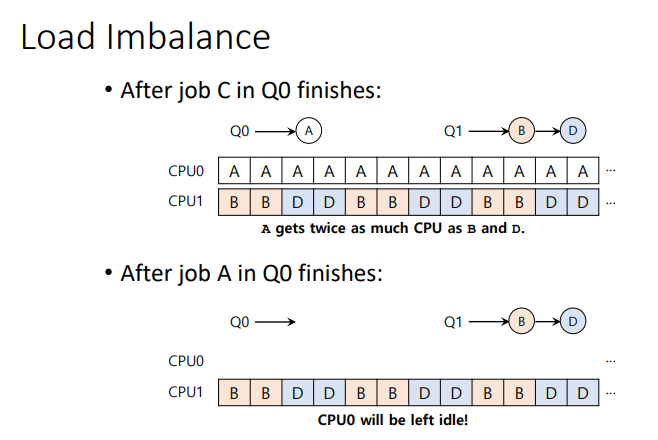 Load Imbalance
• After job C in Q0 finishes:
Q0 A Q1 B D
CPU0 A A A A A A A A A A A A ...
CPU1 B B D D B B D D B B D D ...
A gets twice as much CPU as B and D.
• After job A in Q0 finishes:
Q0 Q1 B D
CPU0 ...
CPU1 B B D D B B D D B B D D ...
CPU0 will be left idle!